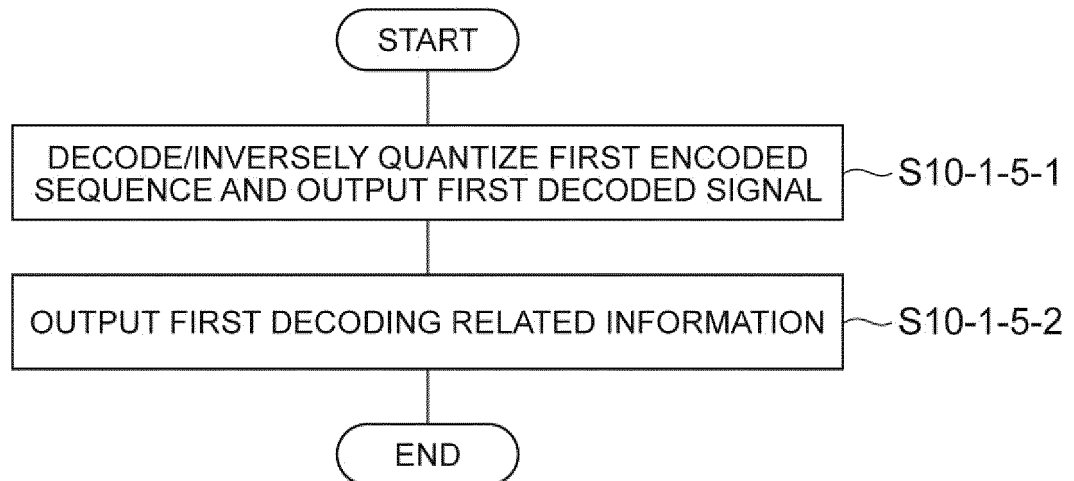 START
DECODE/INVERSELY QUANTIZE FIRST ENCODED
SEQUENCE AND OUTPUT FIRST DECODED SIGNAL
S10-1-5-1
OUTPUT FIRST DECODING RELATED INFORMATION
S10-1-5-2
END